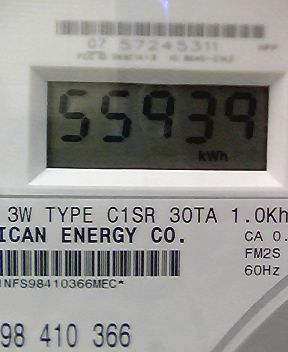 07 57245311
55939
kWh
3W TYPE C1SR 30TA 1.0Kh
ICAN ENERGY CO.
CA 0.
FM2S
60Hz
NFS98410366MEC*
98 410 366